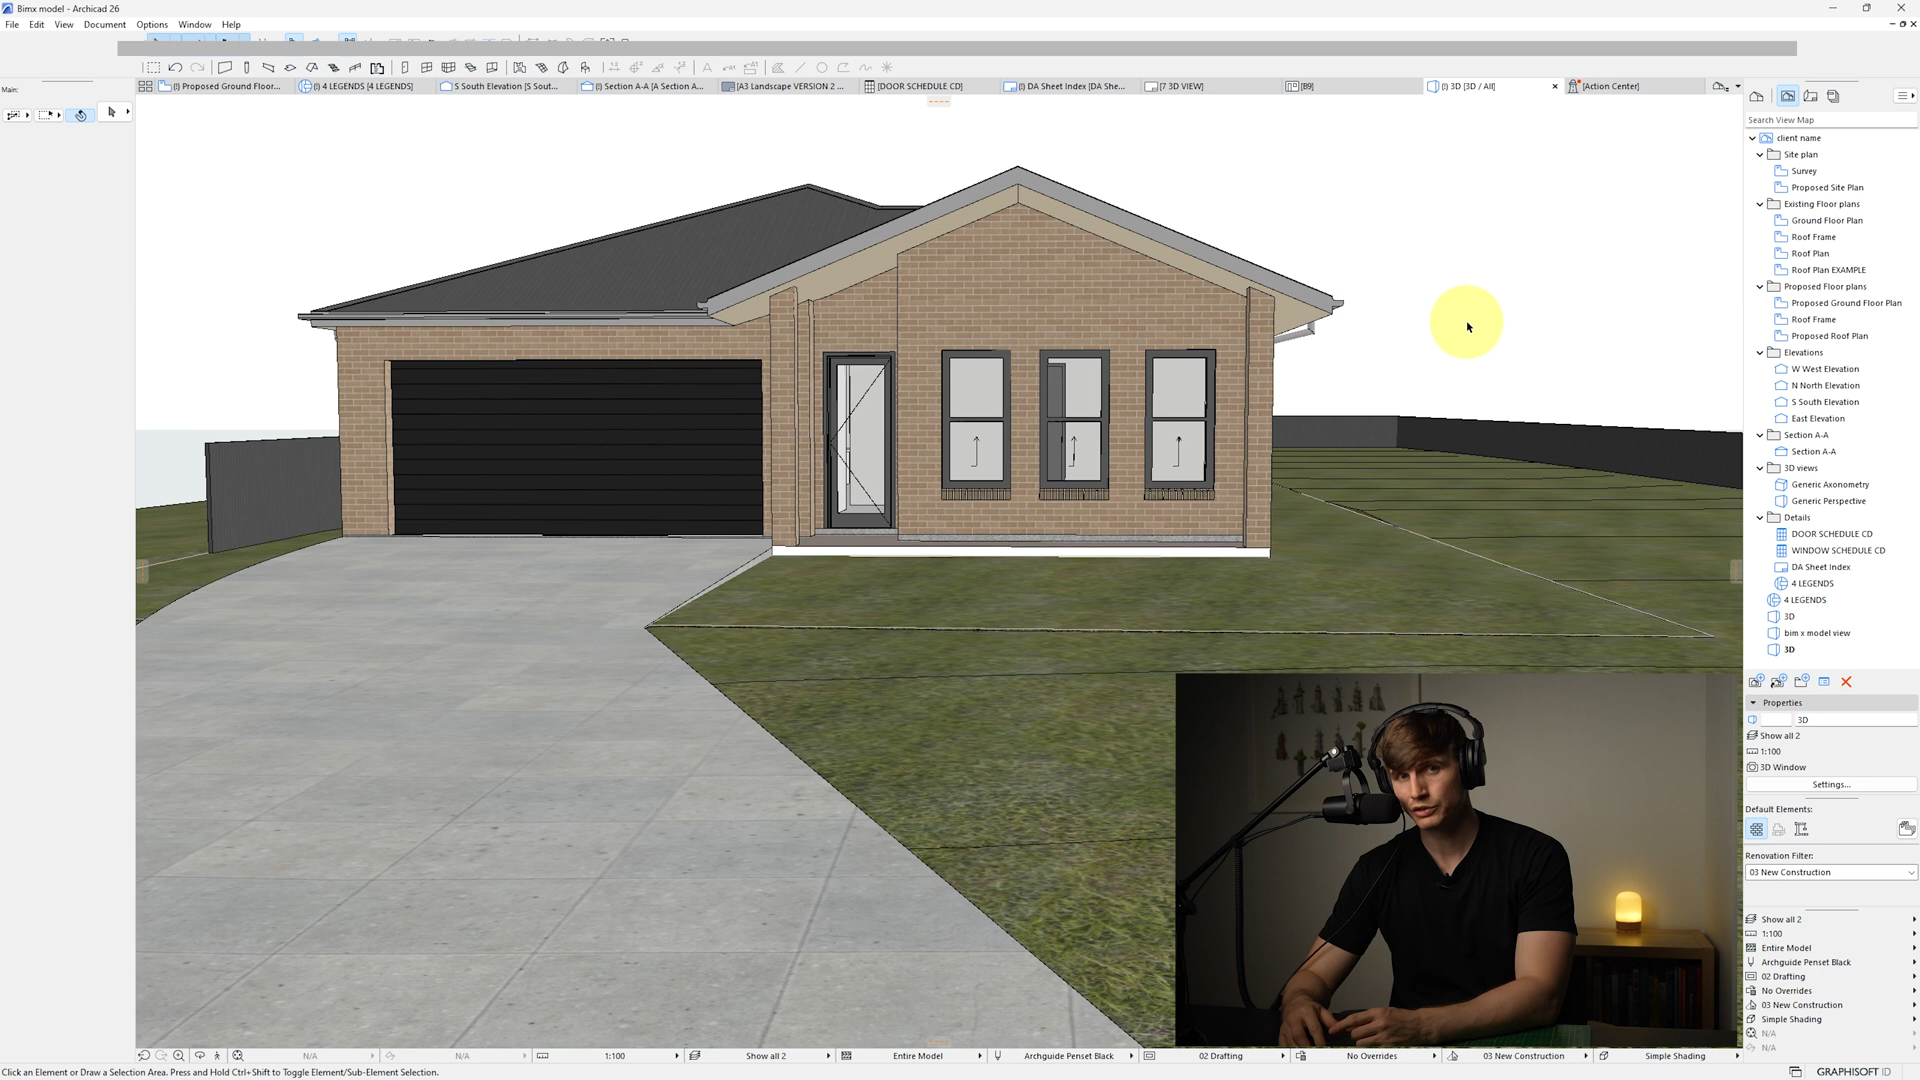 Bimx model - Archicad 26
File Edit View Document Options Window Help
(!) Proposed Ground Floor...
(!) 4 LEGENDS [4 LEGENDS]
S South Elevation [S Sout...
(!) Section A-A [A Section A...
[A3 Landscape VERSION 2 ...
[DOOR SCHEDULE CD]
(!) DA Sheet Index [DA She...
[7 3D VIEW]
[B9]
(!) 3D [3D / All]
[Action Center]
Main:
Search View Map
client name
Site plan
Survey
Proposed Site Plan
Existing Floor plans
Ground Floor Plan
Roof Frame
Roof Plan
Roof Plan EXAMPLE
Proposed Floor plans
Proposed Ground Floor Plan
Roof Frame
Proposed Roof Plan
Elevations
W West Elevation
N North Elevation
S South Elevation
East Elevation
Section A-A
Section A-A
3D views
Generic Axonometry
Generic Perspective
Details
DOOR SCHEDULE CD
WINDOW SCHEDULE CD
DA Sheet Index
4 LEGENDS
4 LEGENDS
3D
bim x model view
3D
Properties
3D
Show all 2
1:100
3D Window
Settings...
Default Elements:
Renovation Filter:
03 New Construction
Show all 2
1:100
Entire Model
Archguide Penset Black
02 Drafting
No Overrides
03 New Construction
Simple Shading
N/A
N/A
N/A N/A 1:100 Show all 2 Entire Model Archguide Penset Black 02 Drafting No Overrides 03 New Construction Simple Shading
Click an Element or Draw a Selection Area. Press and Hold Ctrl+Shift to Toggle Element/Sub-Element Selection.
GRAPHISOFT ID